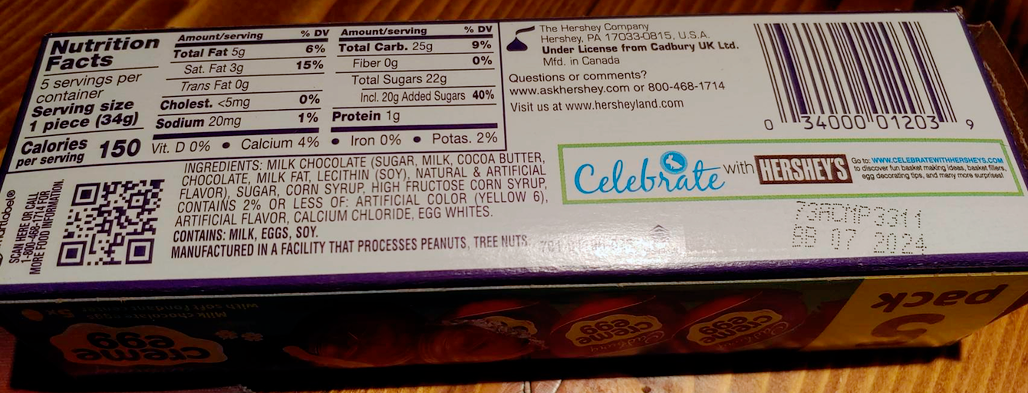 Nutrition
Facts
5 servings per
container
Serving size
1 piece (34g)
Calories
per serving 150
Amount/serving % DV
Total Fat 5g 6%
Sat. Fat 3g 15%
Trans Fat 0g
Cholest. <5mg 0%
Sodium 20mg 1%
Amount/serving % DV
Total Carb. 25g 9%
Fiber 0g 0%
Total Sugars 22g
Incl. 20g Added Sugars 40%
Protein 1g
Vit. D 0% • Calcium 4% • Iron 0% • Potas. 2%
SCAN HERE OR CALL
1-800-468-1714 FOR
MORE FOOD INFORMATION
INGREDIENTS: MILK CHOCOLATE (SUGAR, MILK, COCOA BUTTER,
CHOCOLATE, MILK FAT, LECITHIN (SOY), NATURAL & ARTIFICIAL
FLAVOR), SUGAR, CORN SYRUP, HIGH FRUCTOSE CORN SYRUP,
CONTAINS 2% OR LESS OF: ARTIFICIAL COLOR (YELLOW 6),
ARTIFICIAL FLAVOR, CALCIUM CHLORIDE, EGG WHITES.
CONTAINS: MILK, EGGS, SOY.
MANUFACTURED IN A FACILITY THAT PROCESSES PEANUTS, TREE NUTS.
The Hershey Company
Hershey, PA 17033-0815, U.S.A.
Under License from Cadbury UK Ltd.
Mfd. in Canada
Questions or comments?
www.askhershey.com or 800-468-1714
Visit us at www.hersheyland.com
0 34000 01203 9
Celebrate with HERSHEY'S
Go to: WWW.CELEBRATEWITHHERSHEYS.COM
to discover fun basket making ideas, basket fillers,
egg decorating tips, and many more surprises!
73ACMP3311
BB 07 2024
5
pack
creme
egg
creme
egg
creme
egg
Milk chocolate eggs
5x